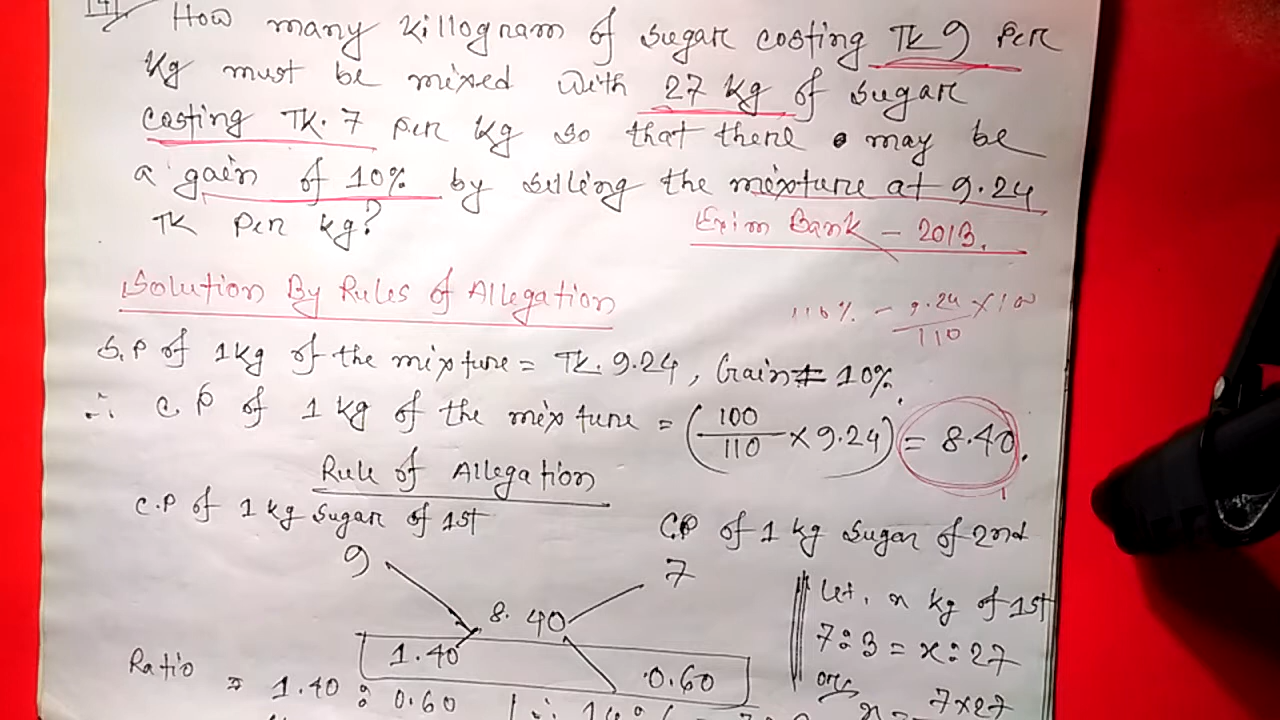 14)
How many killogram of sugar costing TK 9 per
kg must be mixed with 27 kg of sugar
costing TK. 7 per kg so that there may be
a gain of 10% by selling the mixture at 9.24
TK per kg?
Exim Bank - 2013.
Solution By Rules of Allegation
110% - 9.24 × 100 / 110
S.P of 1kg of the mixture = TK. 9.24, Gain = 10%.
∴ C.P of 1 kg of the mixture = (100/110 × 9.24) = 8.40.
Rule of Allegation
C.P of 1 kg sugar of 1st
C.P of 1 kg sugar of 2nd
9
7
8.40
1.40
0.60
Let, x kg of 1st
7:3 = x:27
or,
x = 7×27
Ratio = 1.40 : 0.60